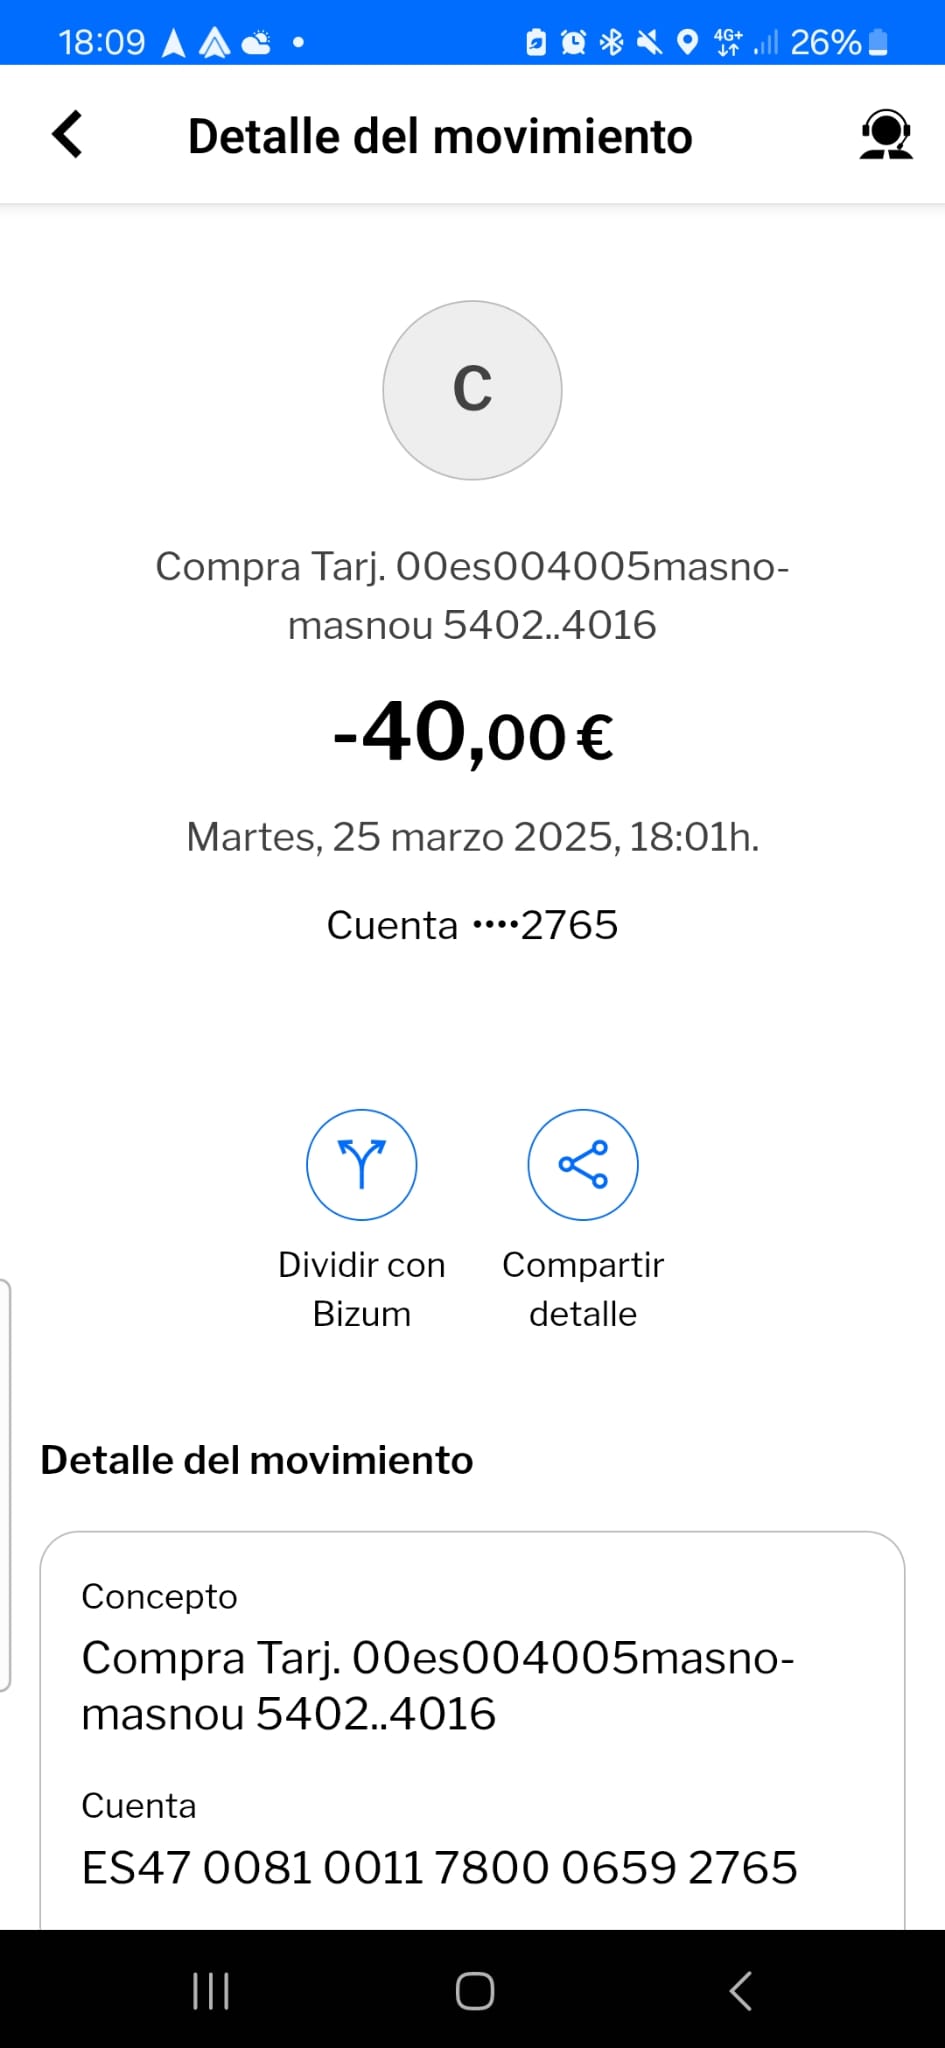 18:09 4G+ 26%
Detalle del movimiento
C
Compra Tarj. 00es004005masno-
masnou 5402..4016
-40,00 €
Martes, 25 marzo 2025, 18:01h.
Cuenta ····2765
Dividir con
Bizum
Compartir
detalle
Detalle del movimiento
Concepto
Compra Tarj. 00es004005masno-
masnou 5402..4016
Cuenta
ES47 0081 0011 7800 0659 2765